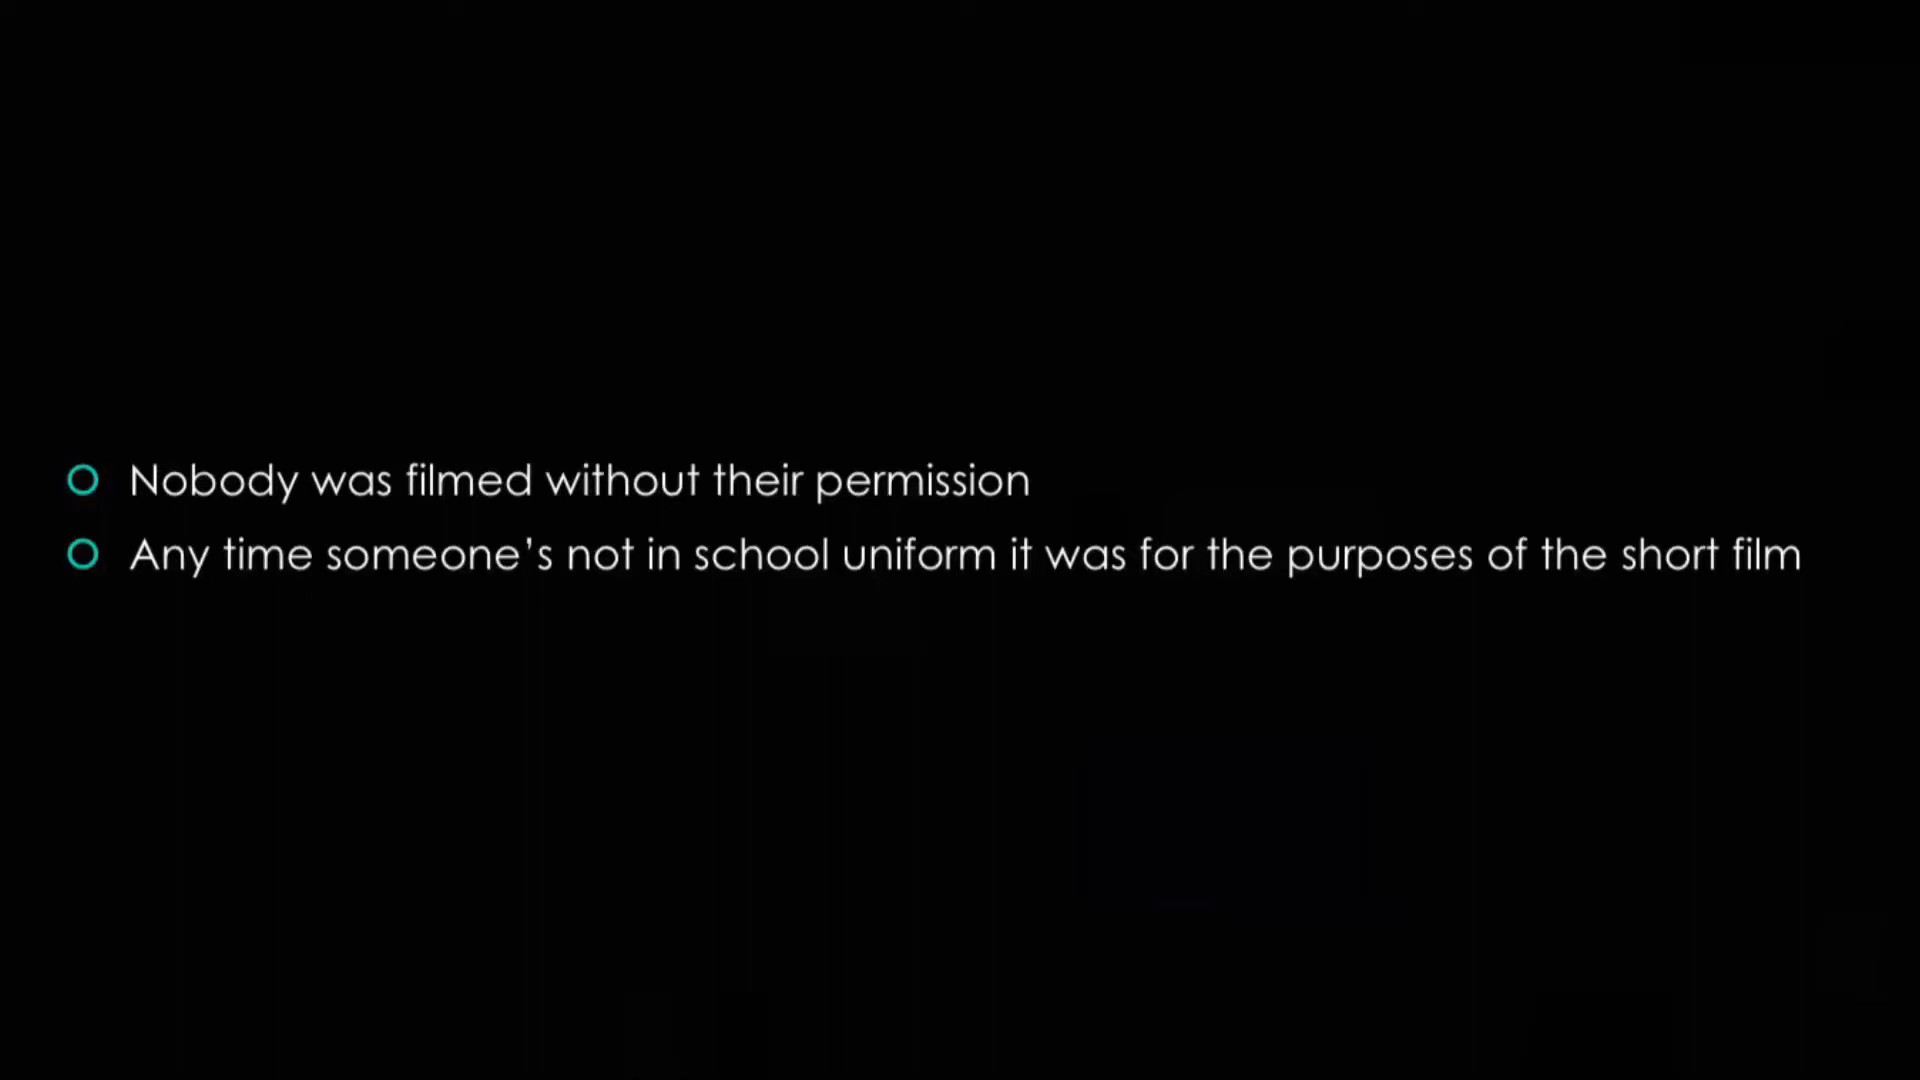 Nobody was filmed without their permission
Any time someone’s not in school uniform it was for the purposes of the short film